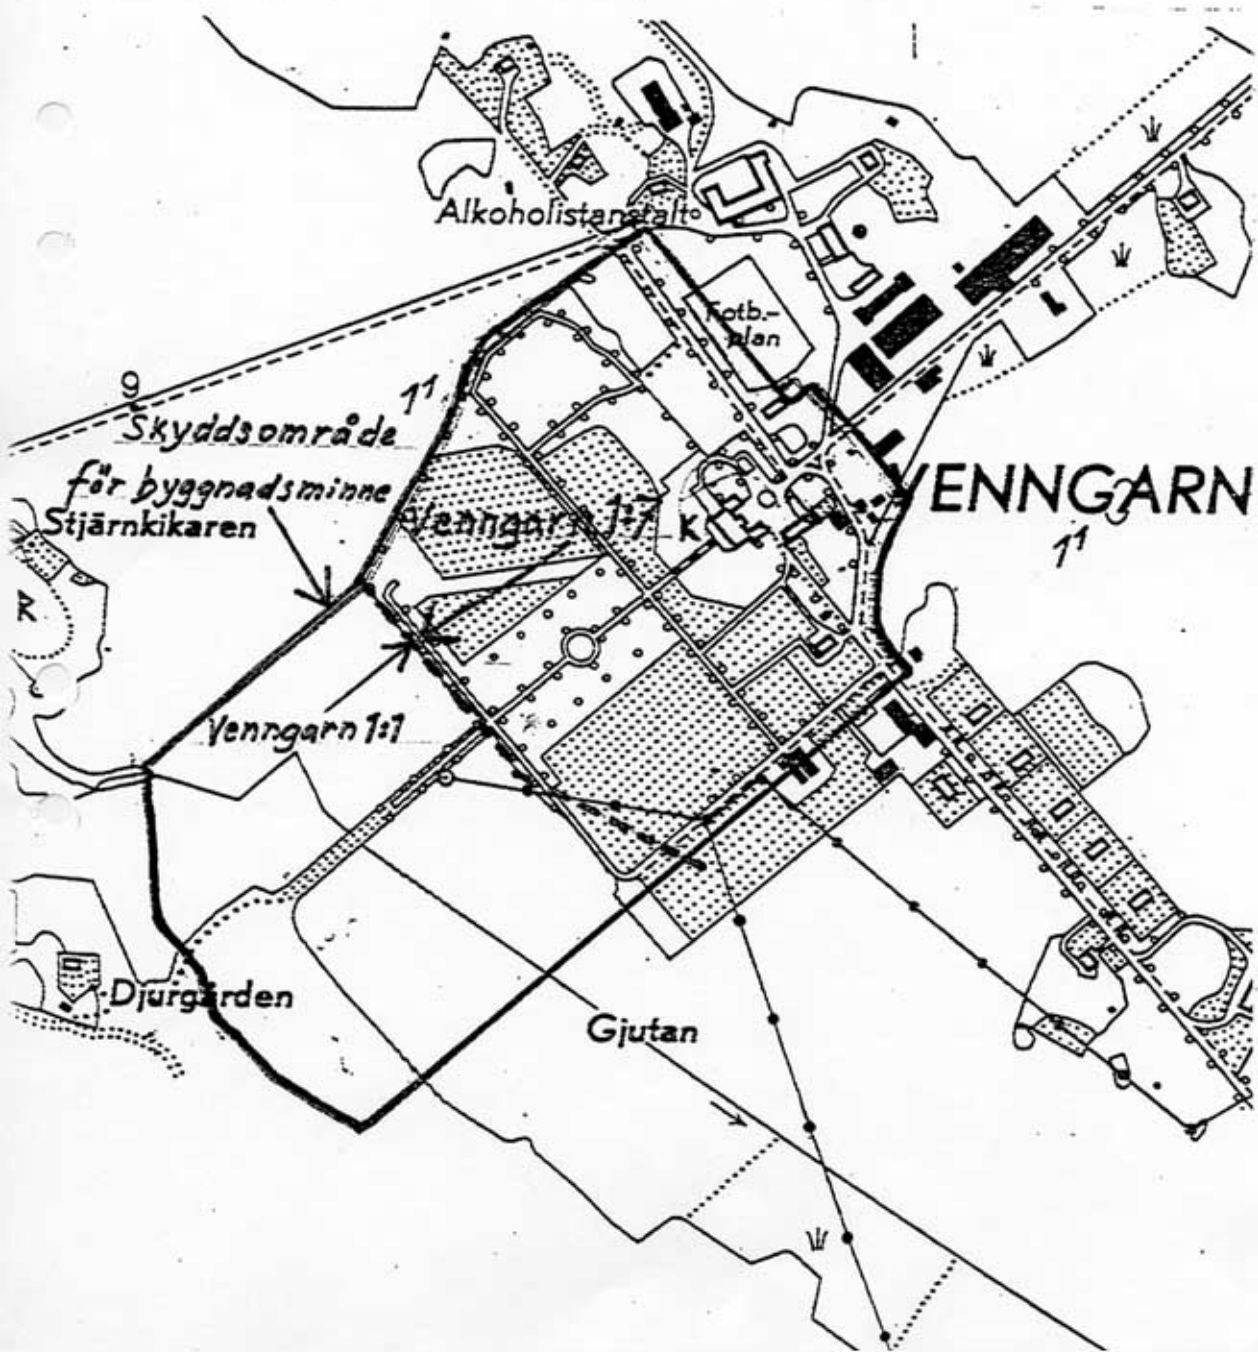 Alkoholistanstalt
Fotb.-
plan
9
1¹
Skyddsområde
för byggnadsminne
Stjärnkikaren
Venngarn 1:7
K
VENNGARN
1¹
R
Venngarn 1:1
Djurgården
Gjutan